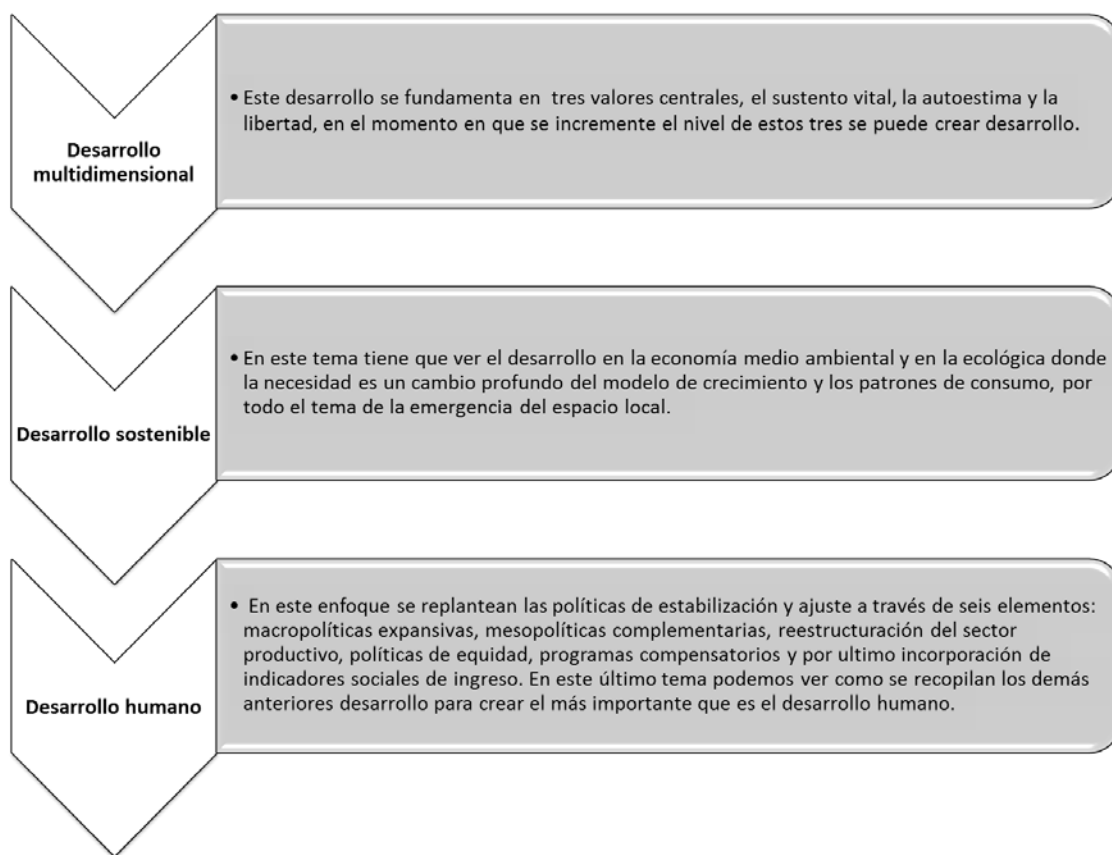 Desarrollo
multidimensional
• Este desarrollo se fundamenta en tres valores centrales, el sustento vital, la autoestima y la
libertad, en el momento en que se incremente el nivel de estos tres se puede crear desarrollo.
Desarrollo sostenible
• En este tema tiene que ver el desarrollo en la economía medio ambiental y en la ecológica donde
la necesidad es un cambio profundo del modelo de crecimiento y los patrones de consumo, por
todo el tema de la emergencia del espacio local.
Desarrollo humano
• En este enfoque se replantean las políticas de estabilización y ajuste a través de seis elementos:
macropolíticas expansivas, mesopolíticas complementarias, reestructuración del sector
productivo, políticas de equidad, programas compensatorios y por ultimo incorporación de
indicadores sociales de ingreso. En este último tema podemos ver como se recopilan los demás
anteriores desarrollo para crear el más importante que es el desarrollo humano.